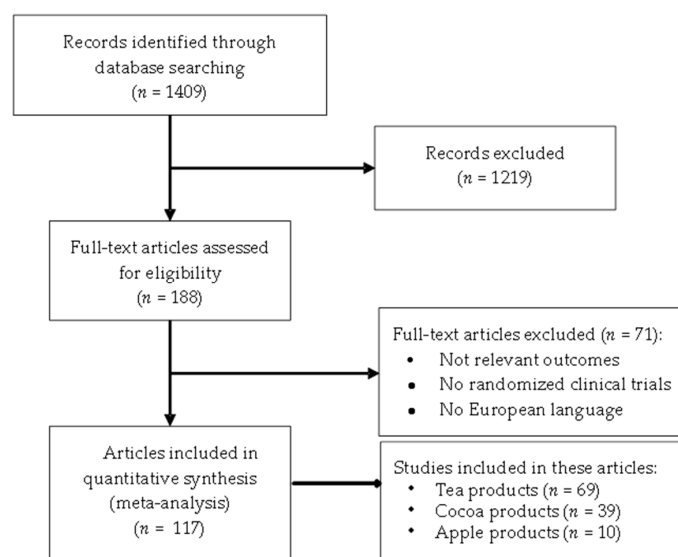 Records identified through
database searching
(n = 1409)
Records excluded
(n = 1219)
Full-text articles assessed
for eligibility
(n = 188)
Full-text articles excluded (n = 71):
• Not relevant outcomes
• No randomized clinical trials
• No European language
Articles included in
quantitative synthesis
(meta-analysis)
n = 117)
Studies included in these articles:
• Tea products (n = 69)
• Cocoa products (n = 39)
• Apple products (n = 10)